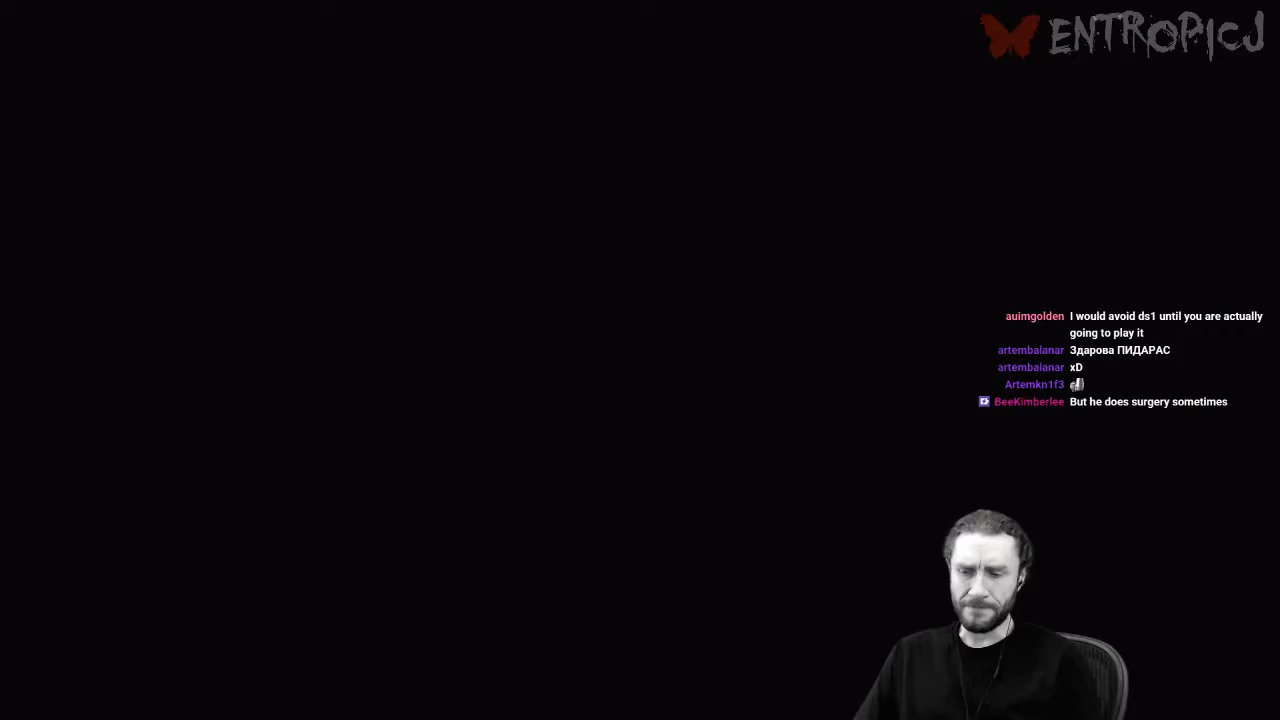 ENTROPICJ
auimgolden I would avoid ds1 until you are actually
going to play it
artembalanar Здарова ПИДАРАС
artembalanar xD
Artemkn1f3
BeeKimberlee But he does surgery sometimes